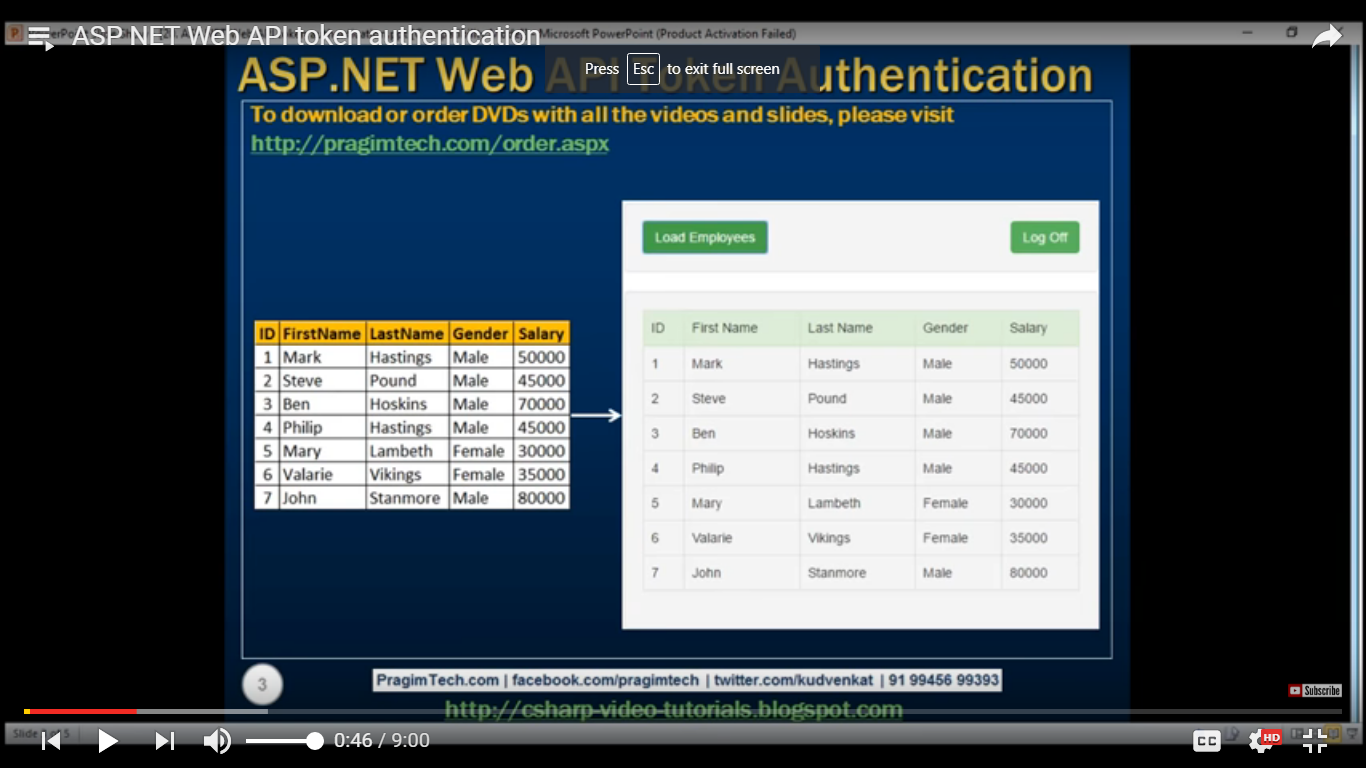 ASP NET Web API token authentication
Microsoft PowerPoint (Product Activation Failed)
Press Esc to exit full screen
ASP.NET Web API Token Authentication
To download or order DVDs with all the videos and slides, please visit
http://pragimtech.com/order.aspx
Load Employees Log Off
ID FirstName LastName Gender Salary
1 Mark Hastings Male 50000
2 Steve Pound Male 45000
3 Ben Hoskins Male 70000
4 Philip Hastings Male 45000
5 Mary Lambeth Female 30000
6 Valarie Vikings Female 35000
7 John Stanmore Male 80000
ID First Name Last Name Gender Salary
1 Mark Hastings Male 50000
2 Steve Pound Male 45000
3 Ben Hoskins Male 70000
4 Philip Hastings Male 45000
5 Mary Lambeth Female 30000
6 Valarie Vikings Female 35000
7 John Stanmore Male 80000
3
PragimTech.com | facebook.com/pragimtech | twitter.com/kudvenkat | 91 99456 99393
Subscribe
http://csharp-video-tutorials.blogspot.com
Slide 5
0:46 / 9:00
CC HD